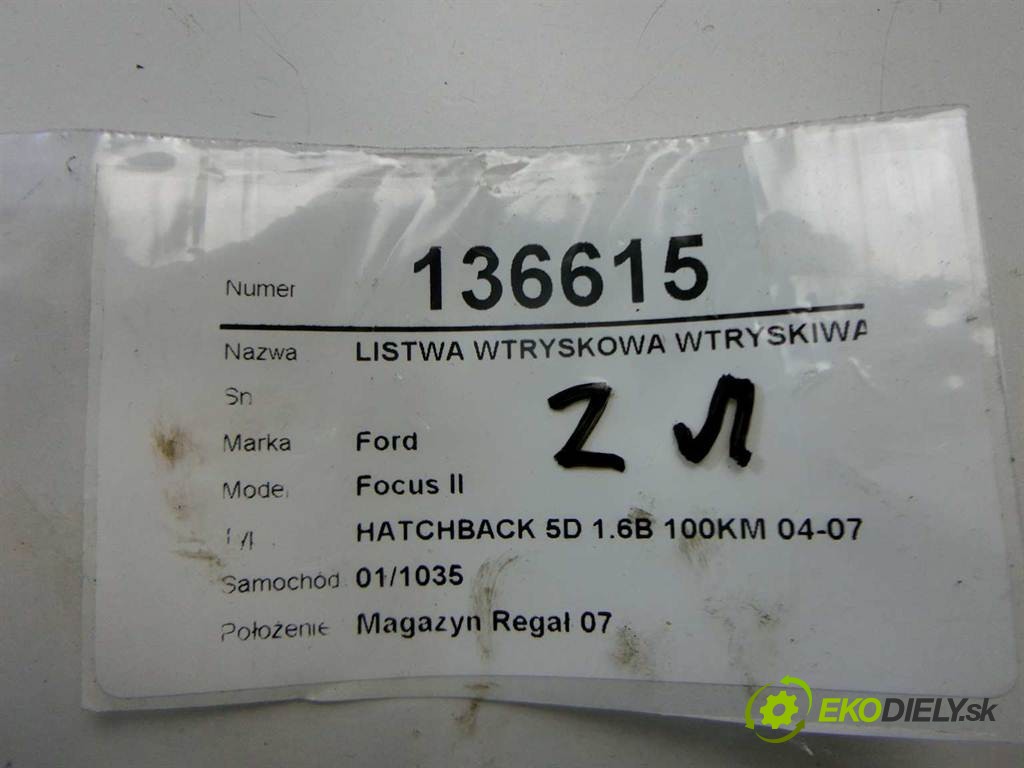 Numer 136615
Nazwa LISTWA WTRYSKOWA WTRYSKIWA
Sn
Marka Ford
Model Focus II
HATCHBACK 5D 1.6B 100KM 04-07
Samochód 01/1035
Położenie Magazyn Regał 07
EKODIELY.sk